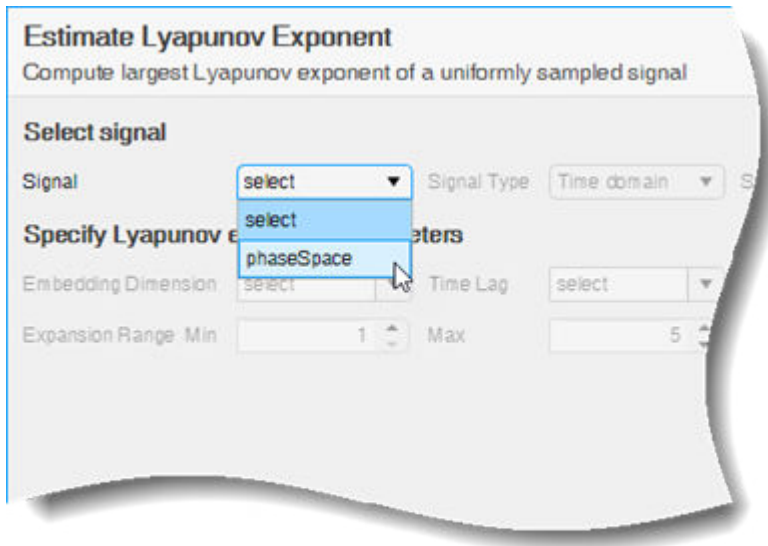 Estimate Lyapunov Exponent
Compute largest Lyapunov exponent of a uniformly sampled signal
Select signal
Signal select Signal Type Time domain
select
Specify Lyapunov
phaseSpace
Embedding Dimension select Time Lag select
Expansion Range Min 1 Max 5